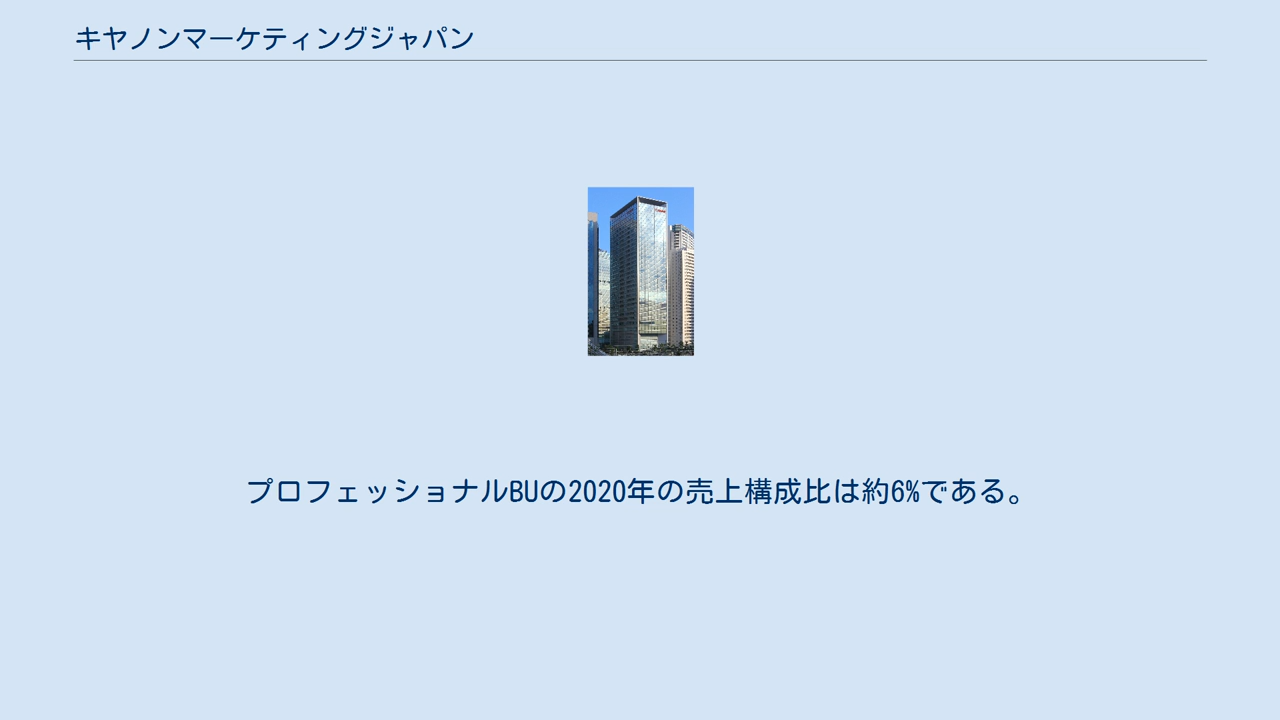 キヤノンマーケティングジャパン
プロフェッショナルBUの2020年の売上構成比は約6%である。